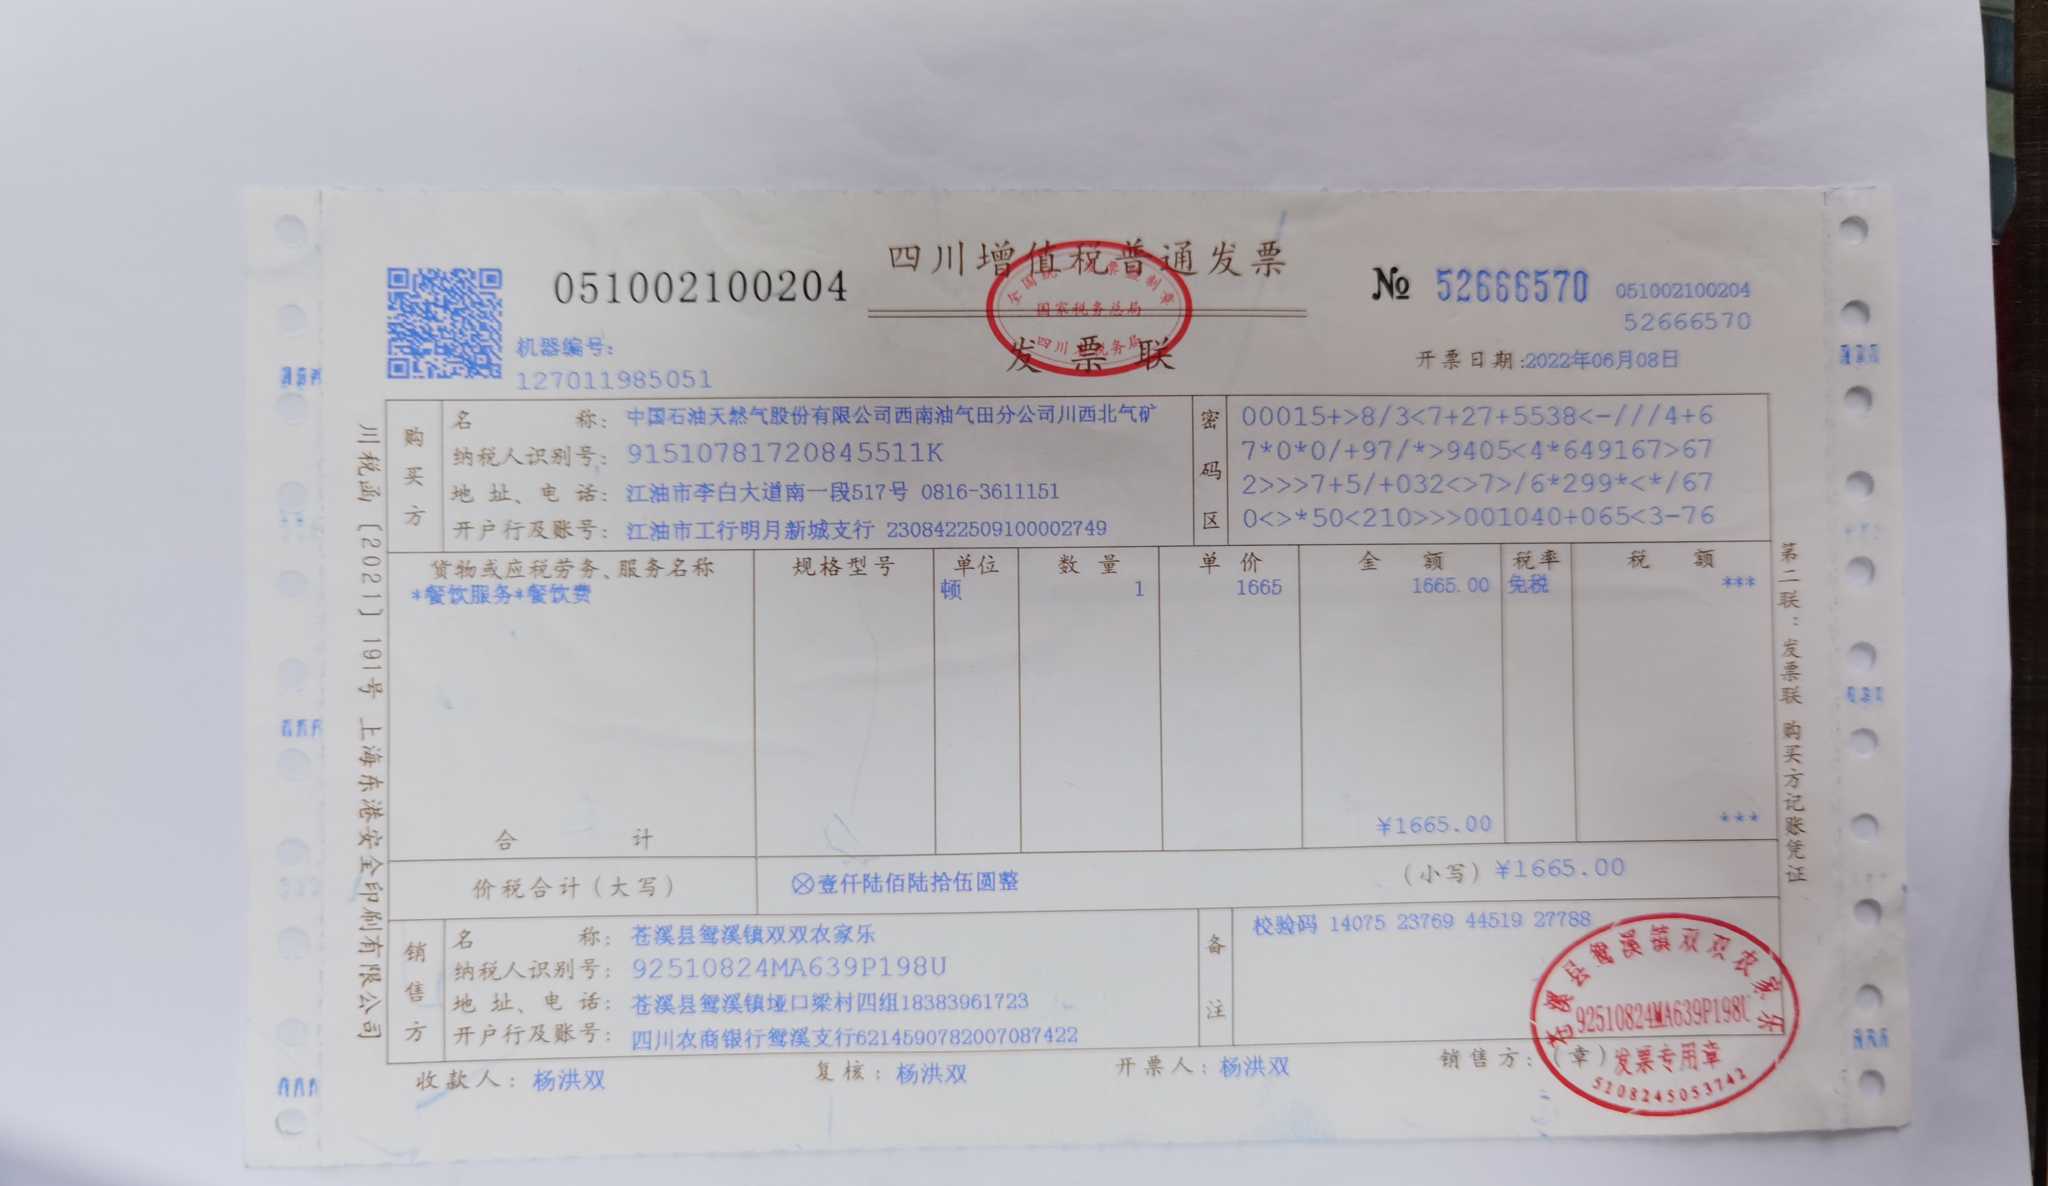 四川增值税普通发票
051002100204
№ 52666570
051002100204
52666570
全国统一发票监制章
国家税务总局
四川省税务局
发票联
机器编号:
127011985051
开票日期:2022年06月08日
购买方
名称: 中国石油天然气股份有限公司西南油气田分公司川西北气矿
纳税人识别号: 91510781720845511K
地址、电话: 江油市李白大道南一段517号 0816-3611151
开户行及账号: 江油市工行明月新城支行 2308422509100002749
密码区
00015+>8/3<7+27+5538<-///4+6
7*0*0/+97/*>9405<4*649167>67
2>>>7+5/+032<>7>/6*299*<*/67
0<>*50<210>>>001040+065<3-76
货物或应税劳务、服务名称 规格型号 单位 数量 单价 金额 税率 税额
*餐饮服务*餐饮费 顿 1 1665 1665.00 免税 ***
合计 ¥1665.00 ***
价税合计(大写) ⊗壹仟陆佰陆拾伍圆整 (小写)¥1665.00
销售方
名称: 苍溪县鸳溪镇双双农家乐
纳税人识别号: 92510824MA639P198U
地址、电话: 苍溪县鸳溪镇垭口梁村四组18383961723
开户行及账号: 四川农商银行鸳溪支行6214590782007087422
备注
校验码 14075 23769 44519 27788
收款人: 杨洪双 复核: 杨洪双 开票人: 杨洪双 销售方:(章)
苍溪县鸳溪镇双双农家乐
92510824MA639P198U
发票专用章
5108245053742
川税函〔2021〕191号 上海东港安全印刷有限公司
第二联:发票联 购买方记账凭证